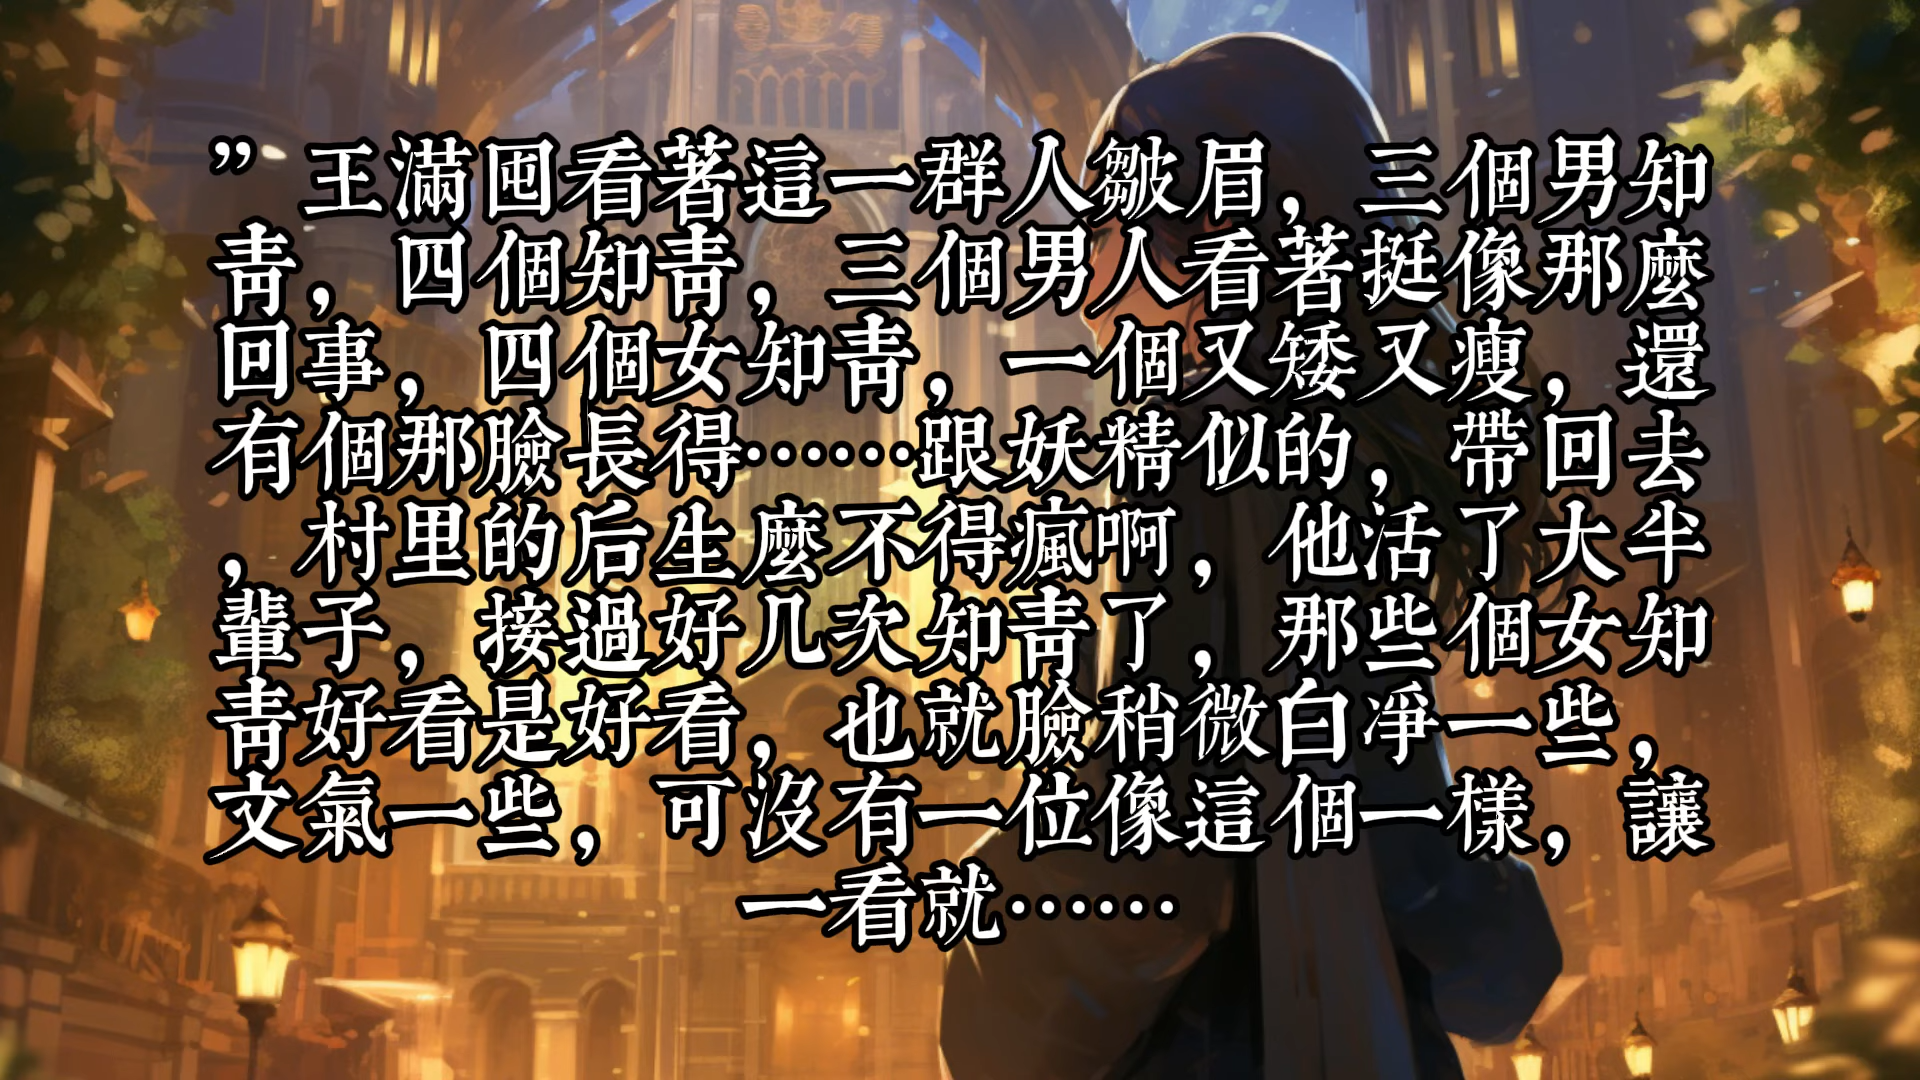 ”王滿囤看著這一群人皺眉，三個男知
青，四個知青，三個男人看著挺像那麼
回事，四個女知青，一個又矮又瘦，還
有個那臉長得……跟妖精似的，帶回去
，村里的后生麼不得瘋啊，他活了大半
輩子，接過好几次知青了，那些個女知
青好看是好看，也就臉稍微白凈一些，
文氣一些，可沒有一位像這個一樣，讓
一看就……